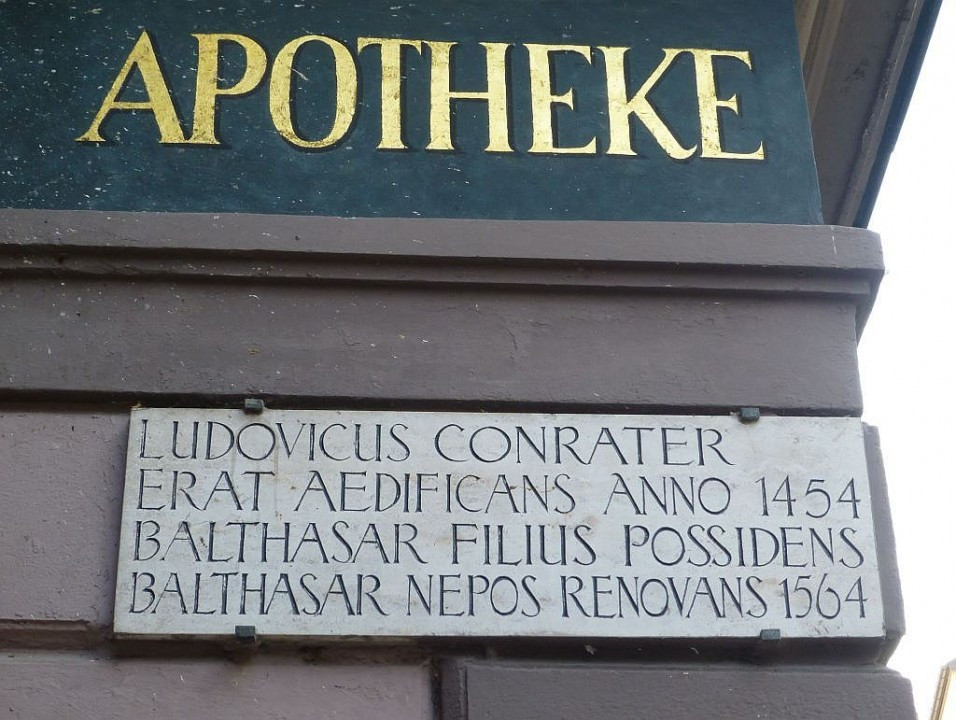 APOTHEKE
LUDOVICUS CONRATER
ERAT AEDIFICANS ANNO 1454
BALTHASAR FILIUS POSSIDENS
BALTHASAR NEPOS RENOVANS 1564